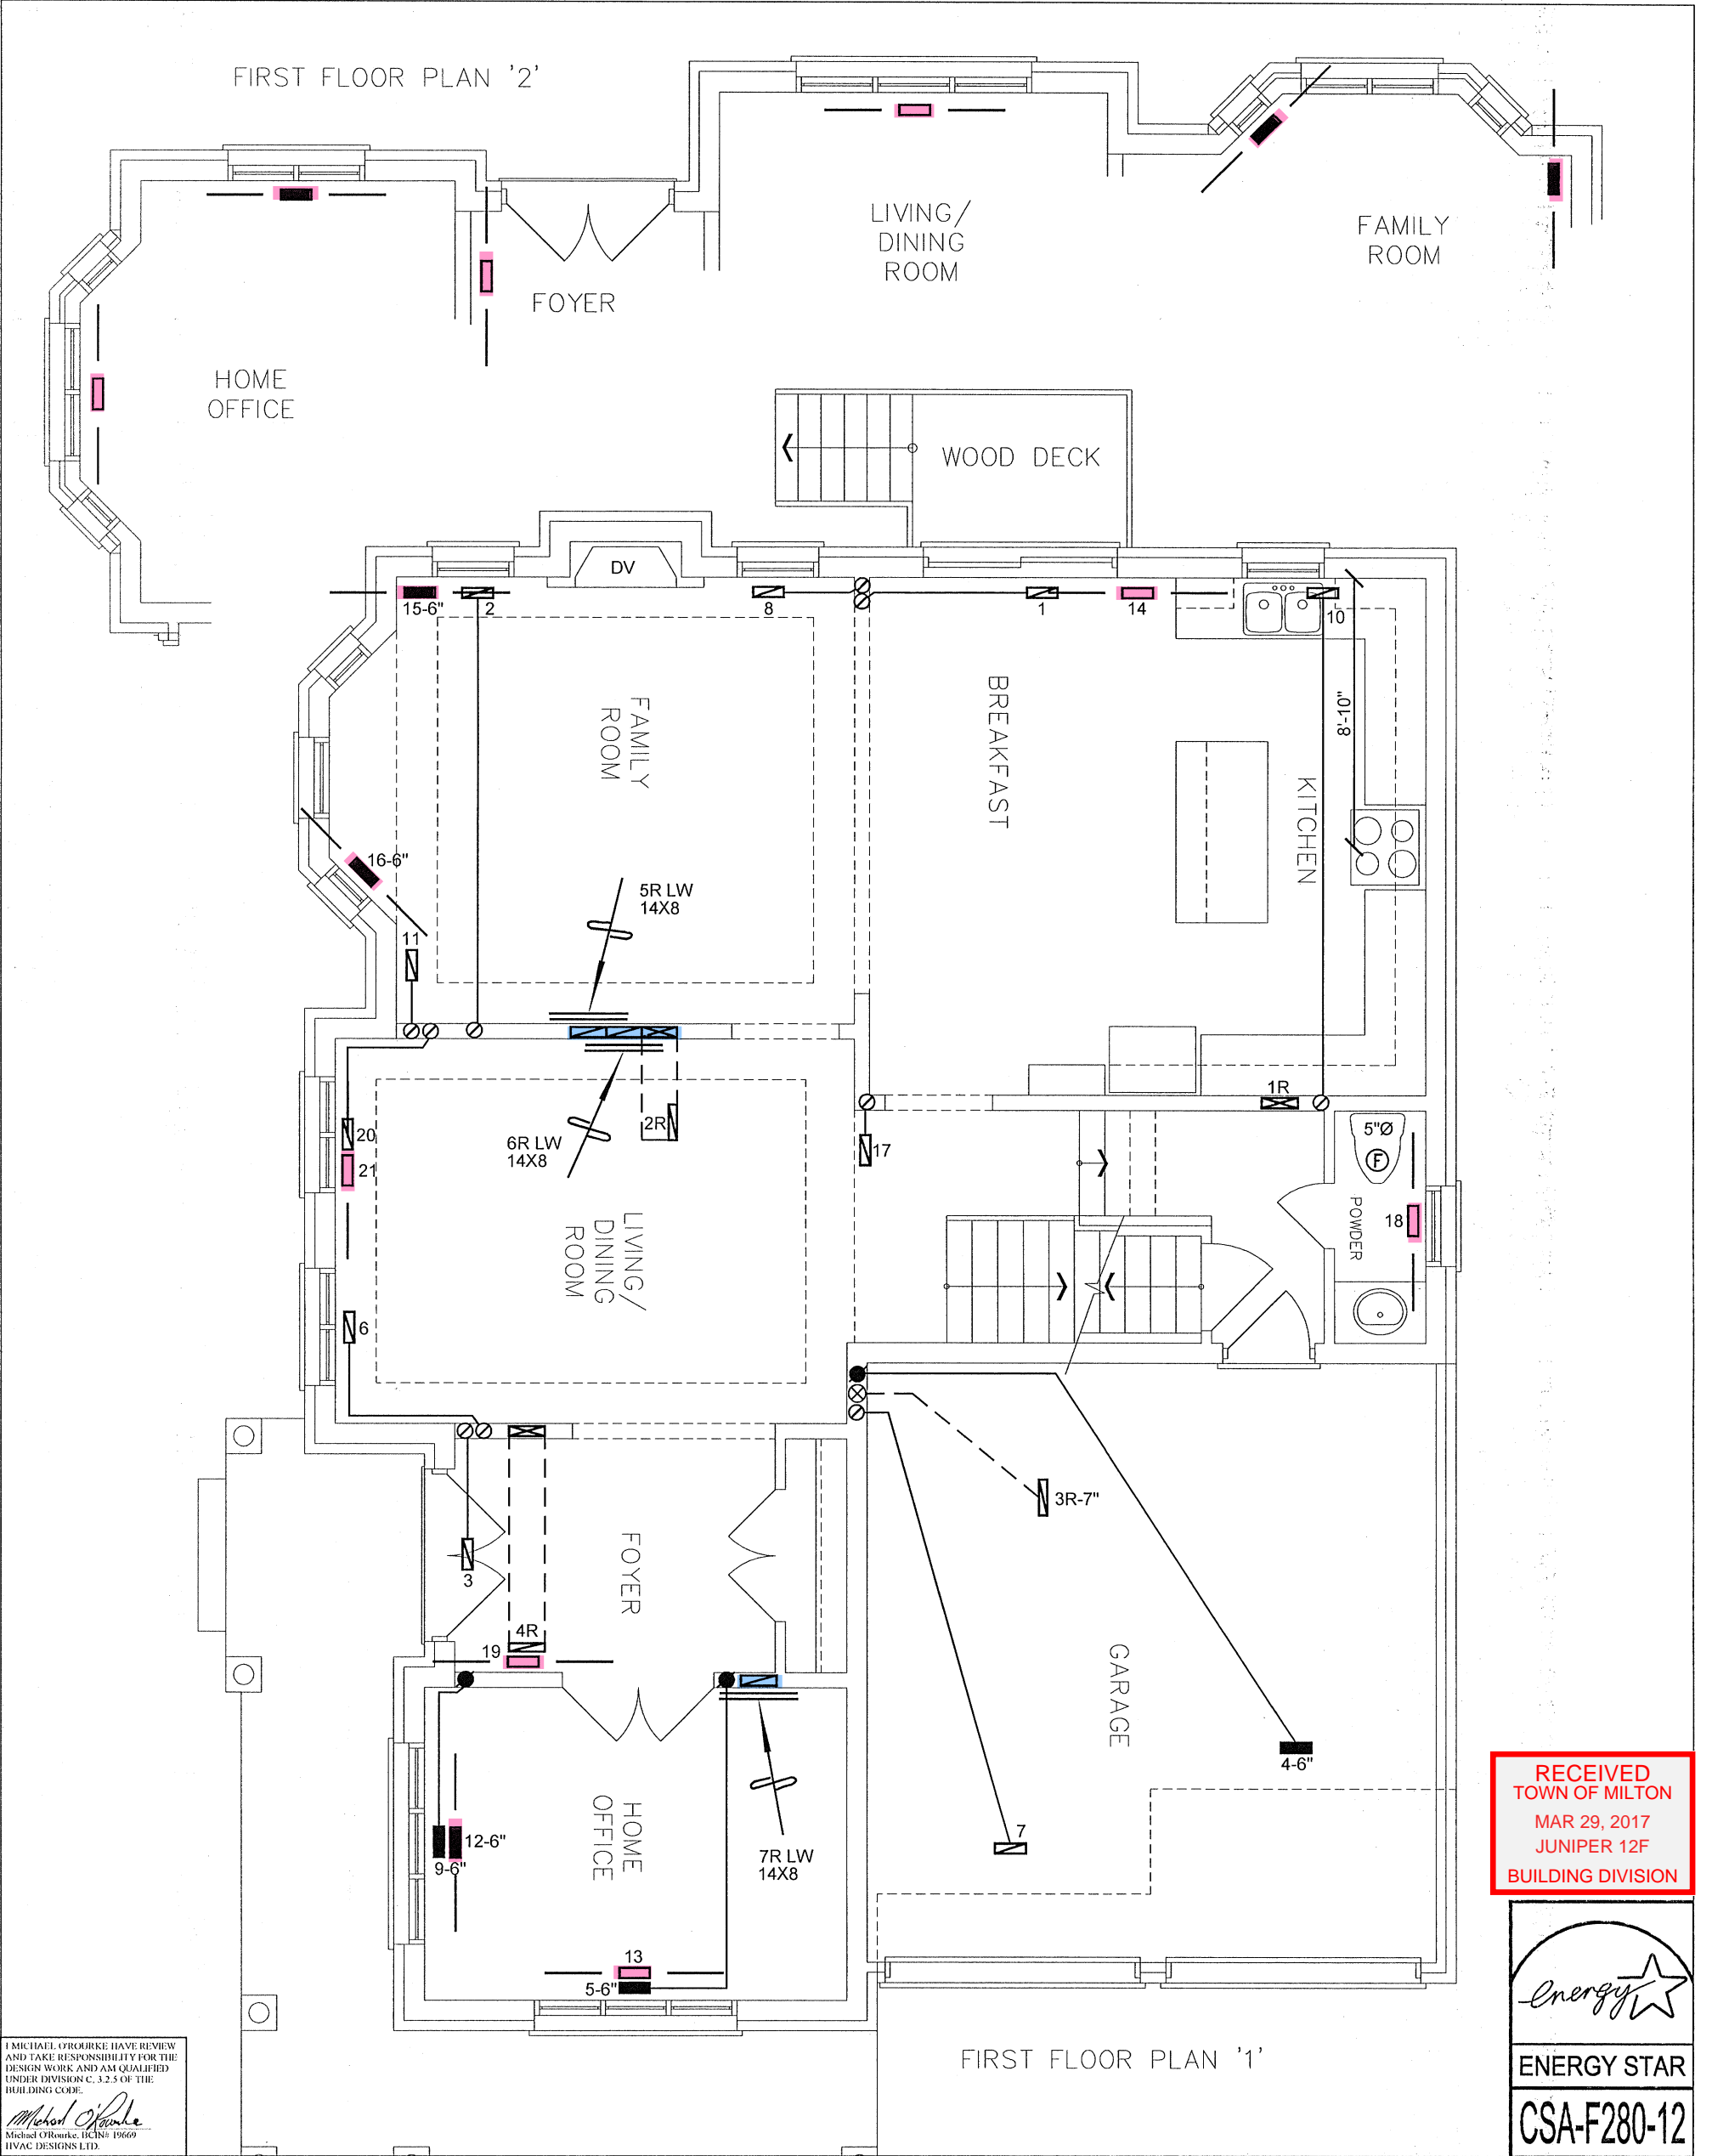 FIRST FLOOR PLAN '2'
LIVING/
DINING
ROOM
FAMILY
ROOM
FOYER
HOME
OFFICE
WOOD DECK
DV
15-6"
2
8
1
14
10
8'-10"
FAMILY
ROOM
BREAKFAST
KITCHEN
16-6"
5R LW
14X8
11
1R
20
21
6R LW
14X8
2R
17
5"Ø
F
POWDER
18
LIVING/
DINING
ROOM
6
3R-7"
3
FOYER
4R
19
GARAGE
4-6"
12-6"
9-6"
HOME
OFFICE
7R LW
14X8
7
13
5-6"
RECEIVED
TOWN OF MILTON
MAR 29, 2017
JUNIPER 12F
BUILDING DIVISION
energy
ENERGY STAR
CSA-F280-12
FIRST FLOOR PLAN '1'
I MICHAEL O'ROURKE HAVE REVIEW
AND TAKE RESPONSIBILITY FOR THE
DESIGN WORK AND AM QUALIFIED
UNDER DIVISION C, 3.2.5 OF THE
BUILDING CODE.
Michael O'Rourke
Michael O'Rourke, BCIN# 19669
HVAC DESIGNS LTD.